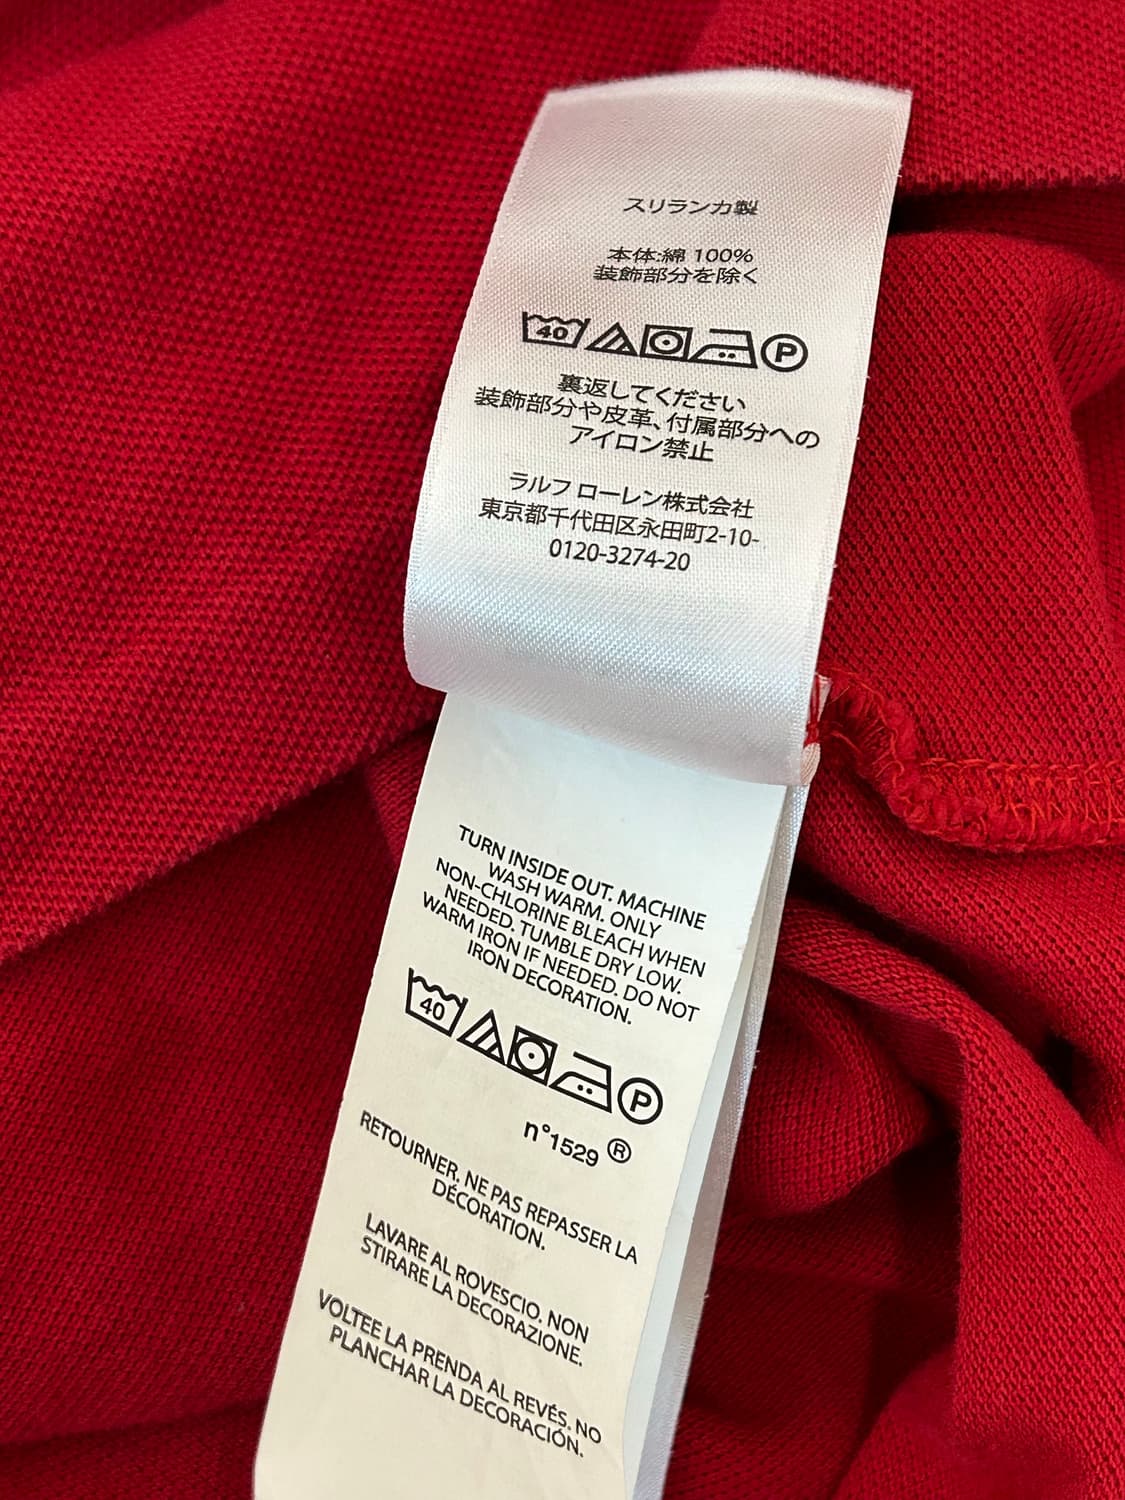 スリランカ製
本体:綿 100%
装飾部分を除く
40
P
裏返してください
装飾部分や皮革、付属部分への
アイロン禁止
ラルフ ローレン株式会社
東京都千代田区永田町2-10-
0120-3274-20
TURN INSIDE OUT. MACHINE
WASH WARM. ONLY
NON-CHLORINE BLEACH WHEN
NEEDED. TUMBLE DRY LOW.
WARM IRON IF NEEDED. DO NOT
IRON DECORATION.
40
P
n°1529 ®
RETOURNER. NE PAS REPASSER LA
DÉCORATION.
LAVARE AL ROVESCIO. NON
STIRARE LA DECORAZIONE.
VOLTEE LA PRENDA AL REVÉS. NO
PLANCHAR LA DECORACIÓN.